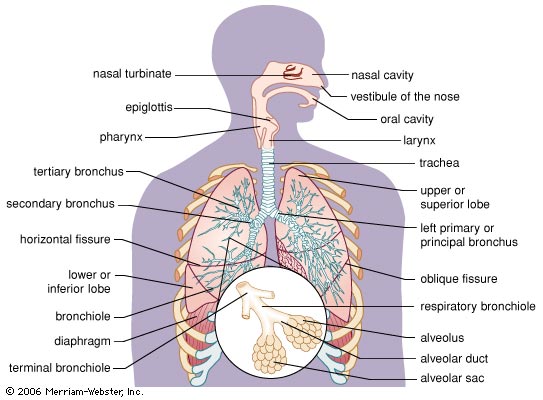 nasal turbinate
epiglottis
pharynx
tertiary bronchus
secondary bronchus
horizontal fissure
lower or
inferior lobe
bronchiole
diaphragm
terminal bronchiole
nasal cavity
vestibule of the nose
oral cavity
larynx
trachea
upper or
superior lobe
left primary or
principal bronchus
oblique fissure
respiratory bronchiole
alveolus
alveolar duct
alveolar sac
© 2006 Merriam-Webster, Inc.